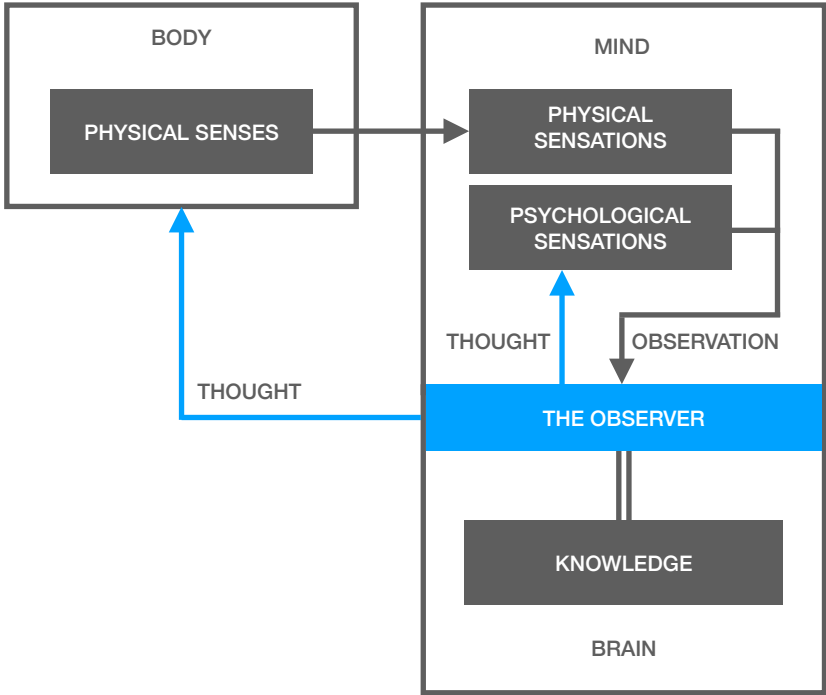 BODY
MIND
PHYSICAL SENSES
PHYSICAL
SENSATIONS
PSYCHOLOGICAL
SENSATIONS
THOUGHT
OBSERVATION
THOUGHT
THE OBSERVER
KNOWLEDGE
BRAIN